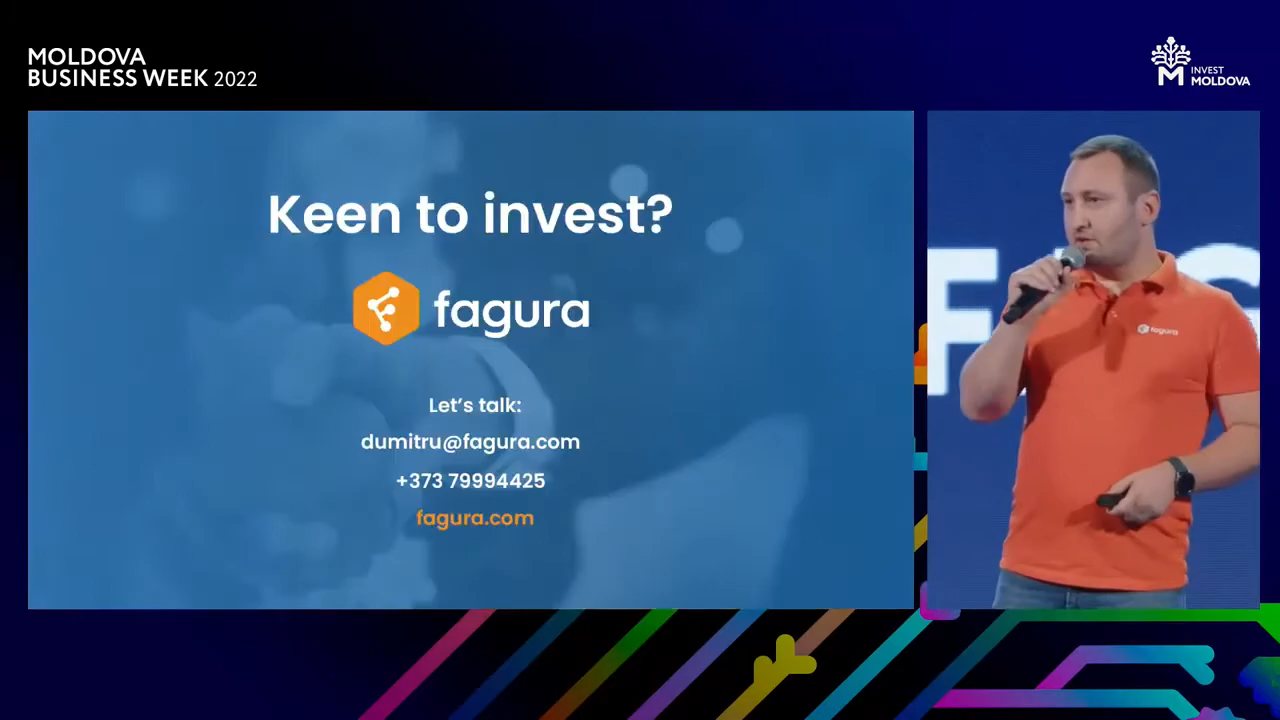 MOLDOVA
BUSINESS WEEK 2022
INVEST
MOLDOVA
Keen to invest?
fagura
Let's talk:
dumitru@fagura.com
+373 79994425
fagura.com
fagura